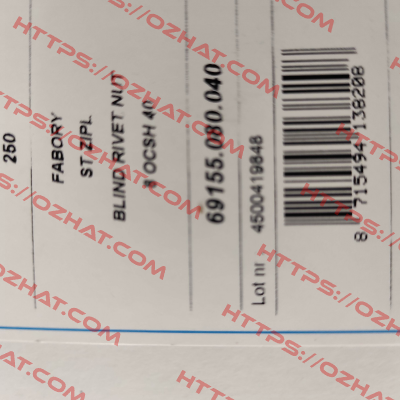 250
FABORY
ST ZIPL
BLIND RIVET NUT
8 OCSH 40
69155.080.040
Lot nr 4500419848
8 715494 138208
HTTPS://OZHAT.COM